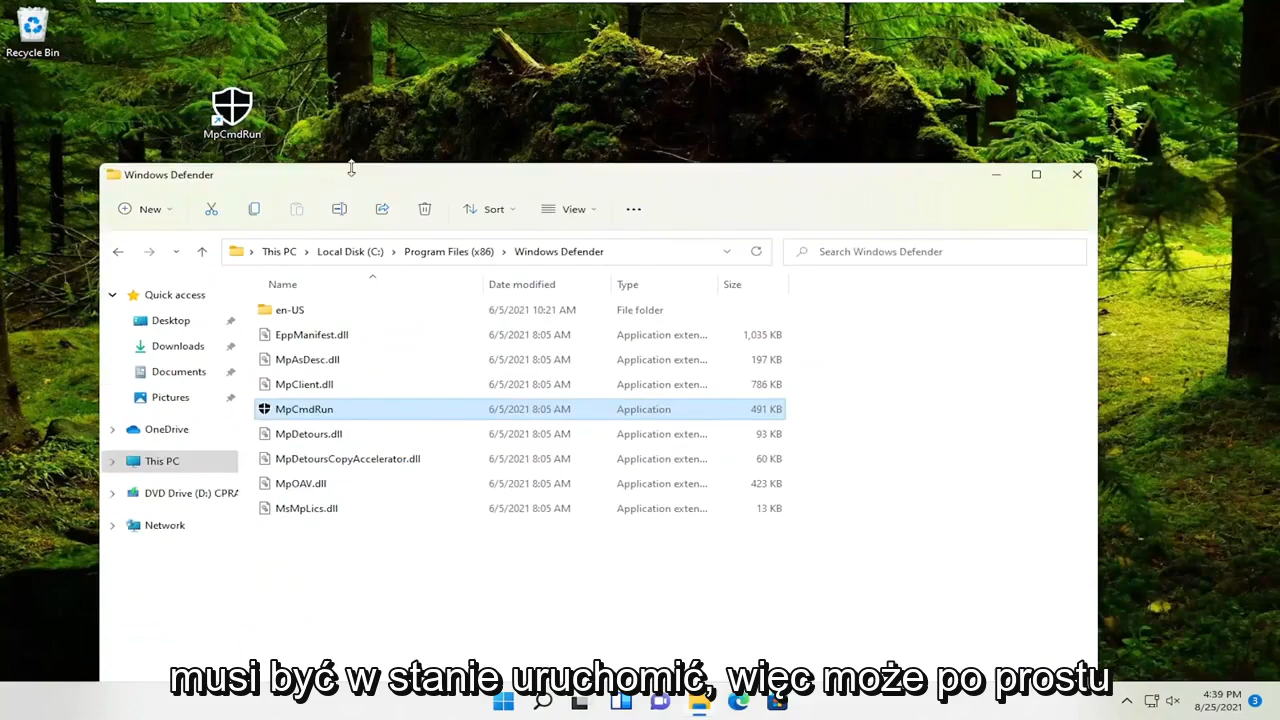 Recycle Bin
MpCmdRun
Windows Defender
New
Sort
View
This PC
Local Disk (C:)
Program Files (x86)
Windows Defender
Search Windows Defender
Name
Date modified
Type
Size
Quick access
Desktop
Downloads
Documents
Pictures
OneDrive
This PC
DVD Drive (D:) CPRA
Network
en-US 6/5/2021 10:21 AM File folder
EppManifest.dll 6/5/2021 8:05 AM Application exten... 1,035 KB
MpAsDesc.dll 6/5/2021 8:05 AM Application exten... 197 KB
MpClient.dll 6/5/2021 8:05 AM Application exten... 786 KB
MpCmdRun 6/5/2021 8:05 AM Application 491 KB
MpDetours.dll 6/5/2021 8:05 AM Application exten... 93 KB
MpDetoursCopyAccelerator.dll 6/5/2021 8:05 AM Application exten... 60 KB
MpOAV.dll 6/5/2021 8:05 AM Application exten... 423 KB
MsMpLics.dll 6/5/2021 8:05 AM Application exten... 13 KB
musi być w stanie uruchomić, więc może po prostu
4:39 PM
8/25/2021
3